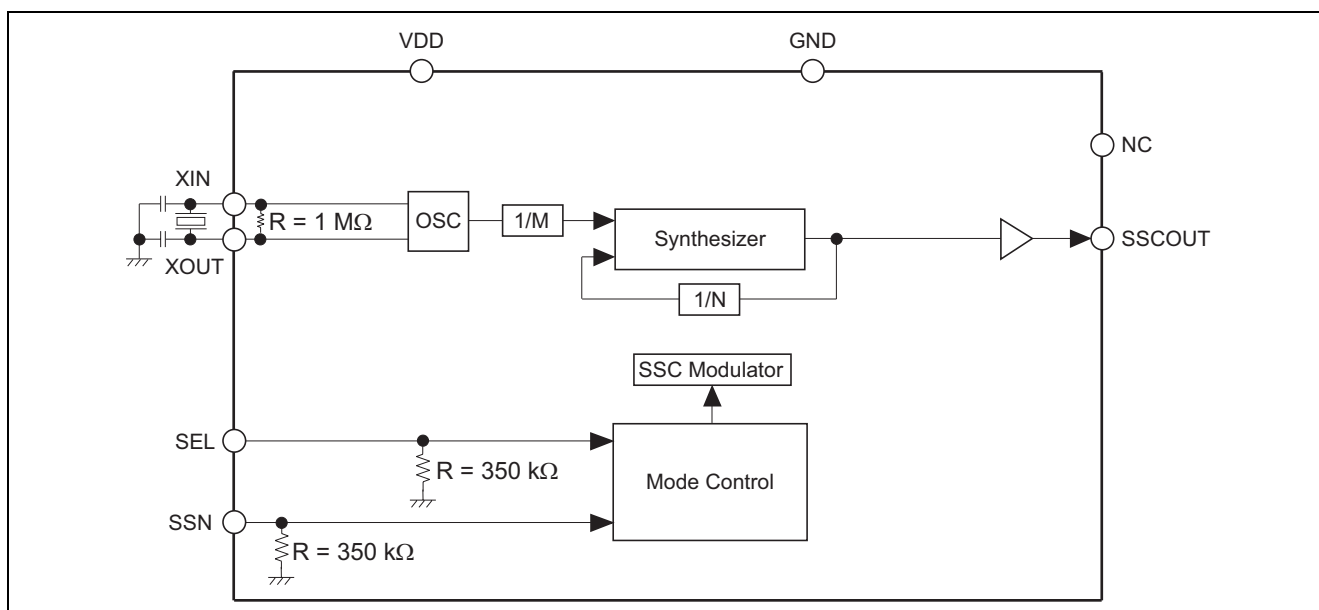 VDD
GND
NC
XIN
R = 1 MΩ
OSC
1/M
Synthesizer
SSCOUT
XOUT
1/N
SSC Modulator
SEL
R = 350 kΩ
Mode Control
SSN
R = 350 kΩ